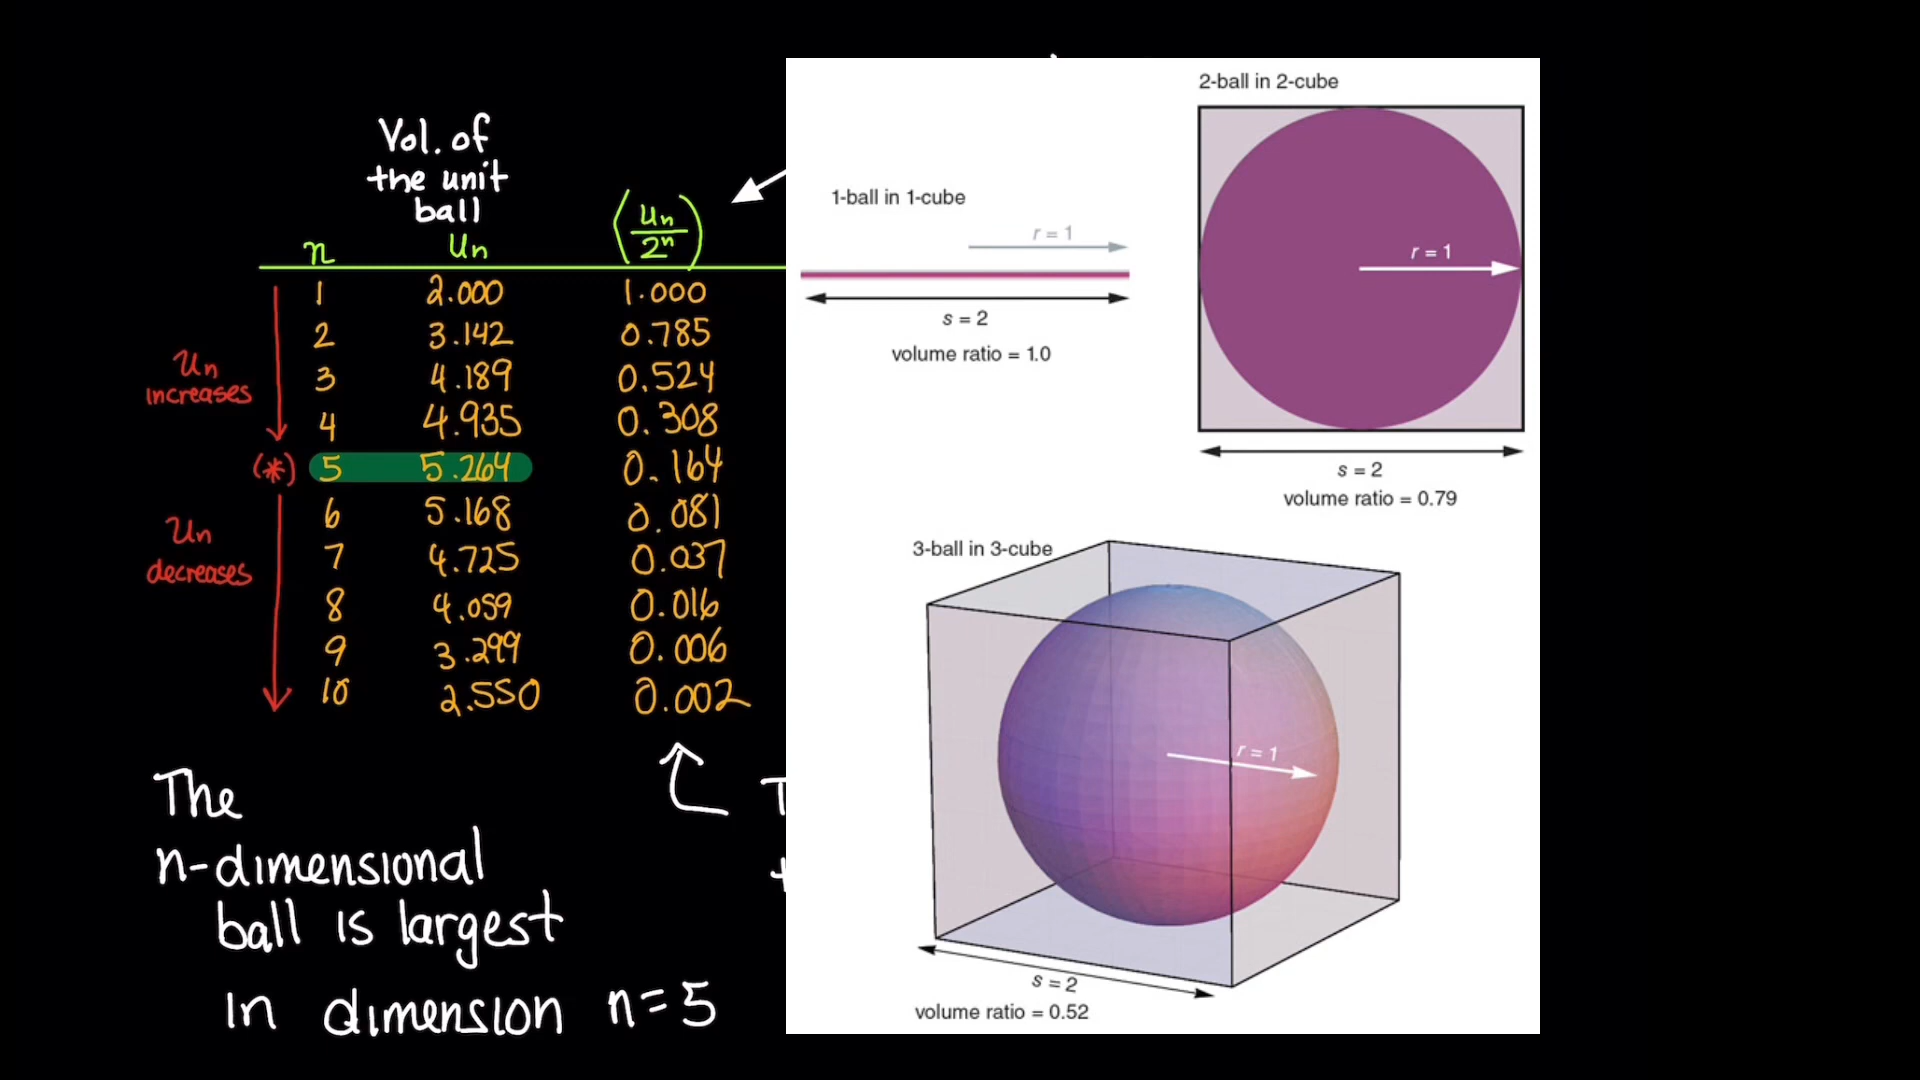 Vol. of
the unit
ball
n Un (Un/2ⁿ)
1 2.000 1.000
2 3.142 0.785
3 4.189 0.524
4 4.935 0.308
(*) 5 5.264 0.164
6 5.168 0.081
7 4.725 0.037
8 4.059 0.016
9 3.299 0.006
10 2.550 0.002
Un
increases
Un
decreases
The
n-dimensional
ball is largest
in dimension n=5
1-ball in 1-cube
r = 1
s = 2
volume ratio = 1.0
2-ball in 2-cube
r = 1
s = 2
volume ratio = 0.79
3-ball in 3-cube
r = 1
s = 2
volume ratio = 0.52